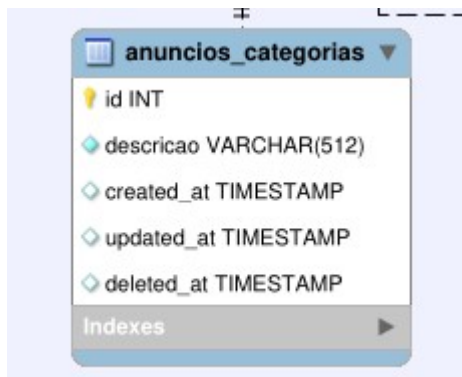 anuncios_categorias
id INT
descricao VARCHAR(512)
created_at TIMESTAMP
updated_at TIMESTAMP
deleted_at TIMESTAMP
Indexes